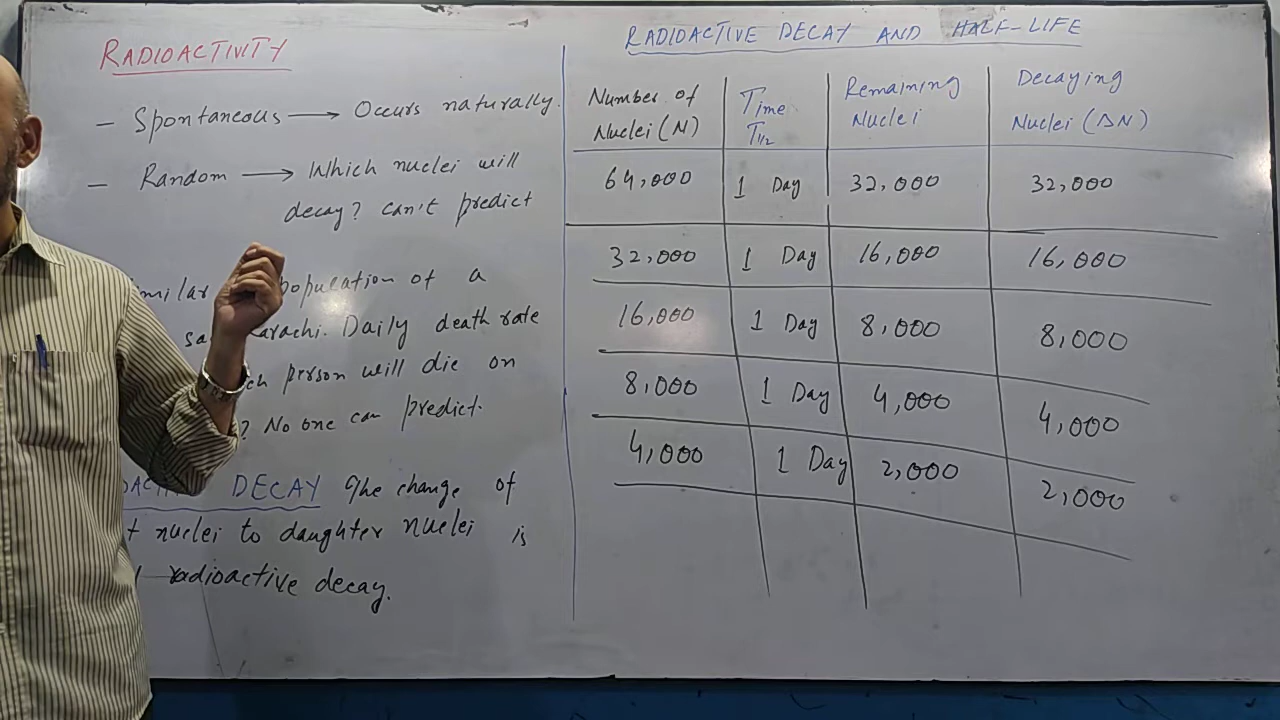 RADIOACTIVITY
- Spontaneous → Occurs naturally.
- Random → Which nuclei will
decay? can't predict
population of a
Karachi. Daily death rate
person will die on
? No one can predict.
DECAY The change of
nuclei to daughter nuclei is
radioactive decay.
RADIOACTIVE DECAY AND HALF-LIFE
Number of Nuclei (N) Time T1/2 Remaining Nuclei Decaying Nuclei (ΔN)
64,000 1 Day 32,000 32,000
32,000 1 Day 16,000 16,000
16,000 1 Day 8,000 8,000
8,000 1 Day 4,000 4,000
4,000 1 Day 2,000 2,000